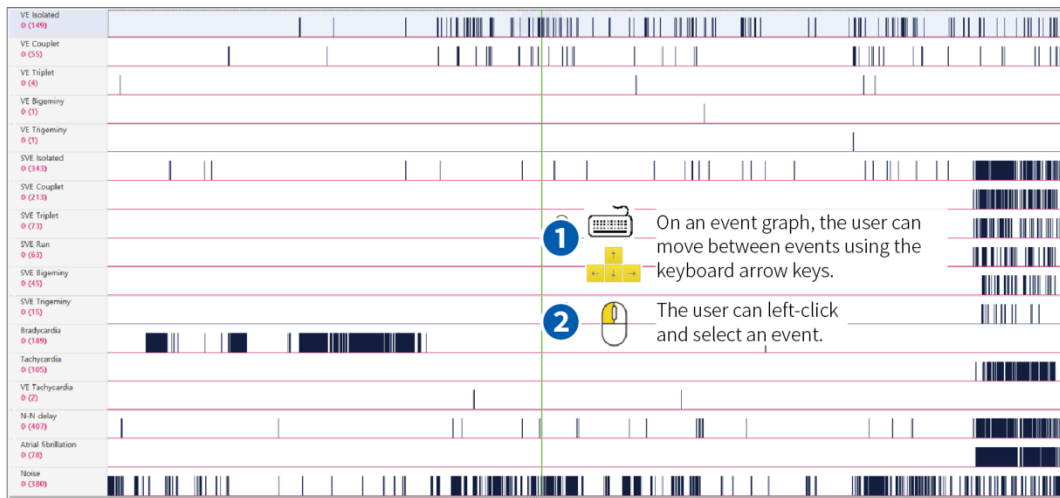 VE Isolated
0 (149)
VE Couplet
0 (55)
VE Triplet
0 (4)
VE Bigeminy
0 (1)
VE Trigeminy
0 (1)
SVE Isolated
0 (343)
SVE Couplet
0 (213)
SVE Triplet
0 (73)
SVE Run
0 (63)
SVE Bigeminy
0 (45)
SVE Trigeminy
0 (15)
Bradycardia
0 (189)
Tachycardia
0 (105)
VE Tachycardia
0 (2)
N-N delay
0 (407)
Atrial fibrillation
0 (78)
Noise
0 (380)
1
↑
← ↓ →
On an event graph, the user can
move between events using the
keyboard arrow keys.
2
The user can left-click
and select an event.